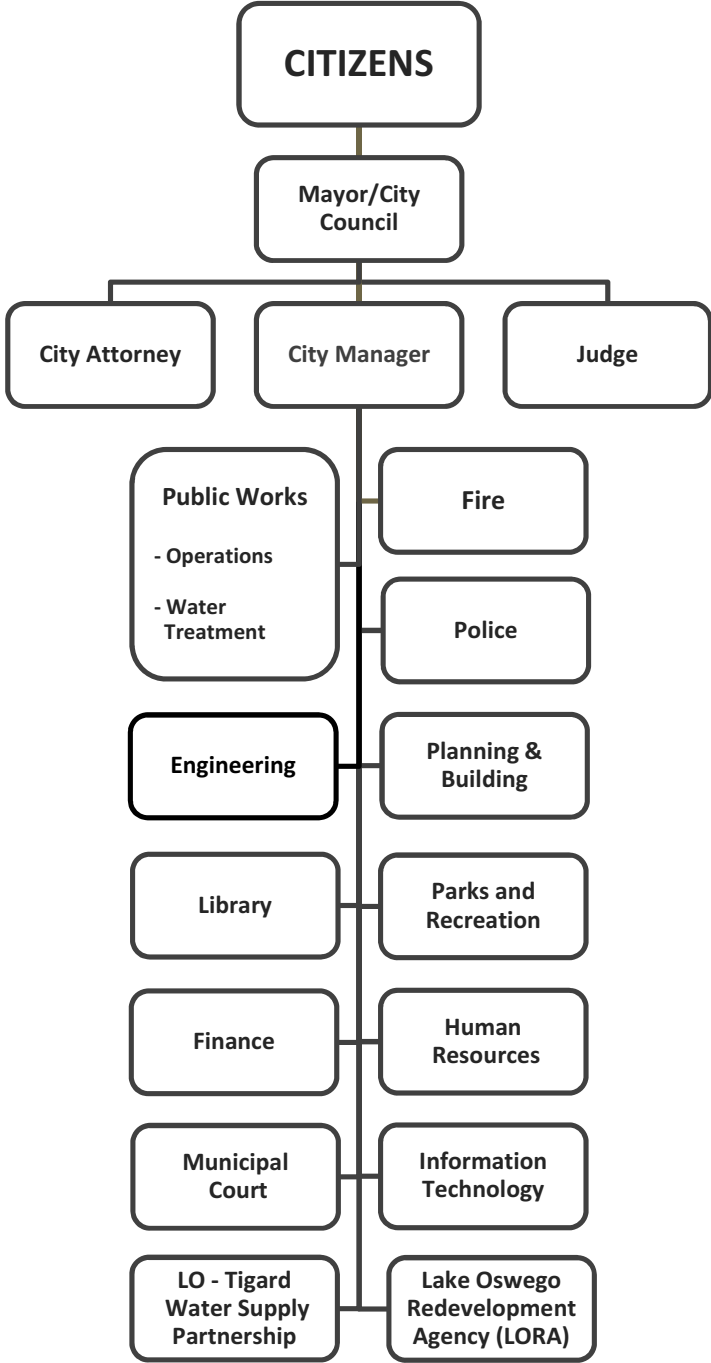 CITIZENS
Mayor/City
Council
City Attorney
City Manager
Judge
Public Works
- Operations
- Water
Treatment
Fire
Police
Engineering
Planning &
Building
Library
Parks and
Recreation
Finance
Human
Resources
Municipal
Court
Information
Technology
LO - Tigard
Water Supply
Partnership
Lake Oswego
Redevelopment
Agency (LORA)